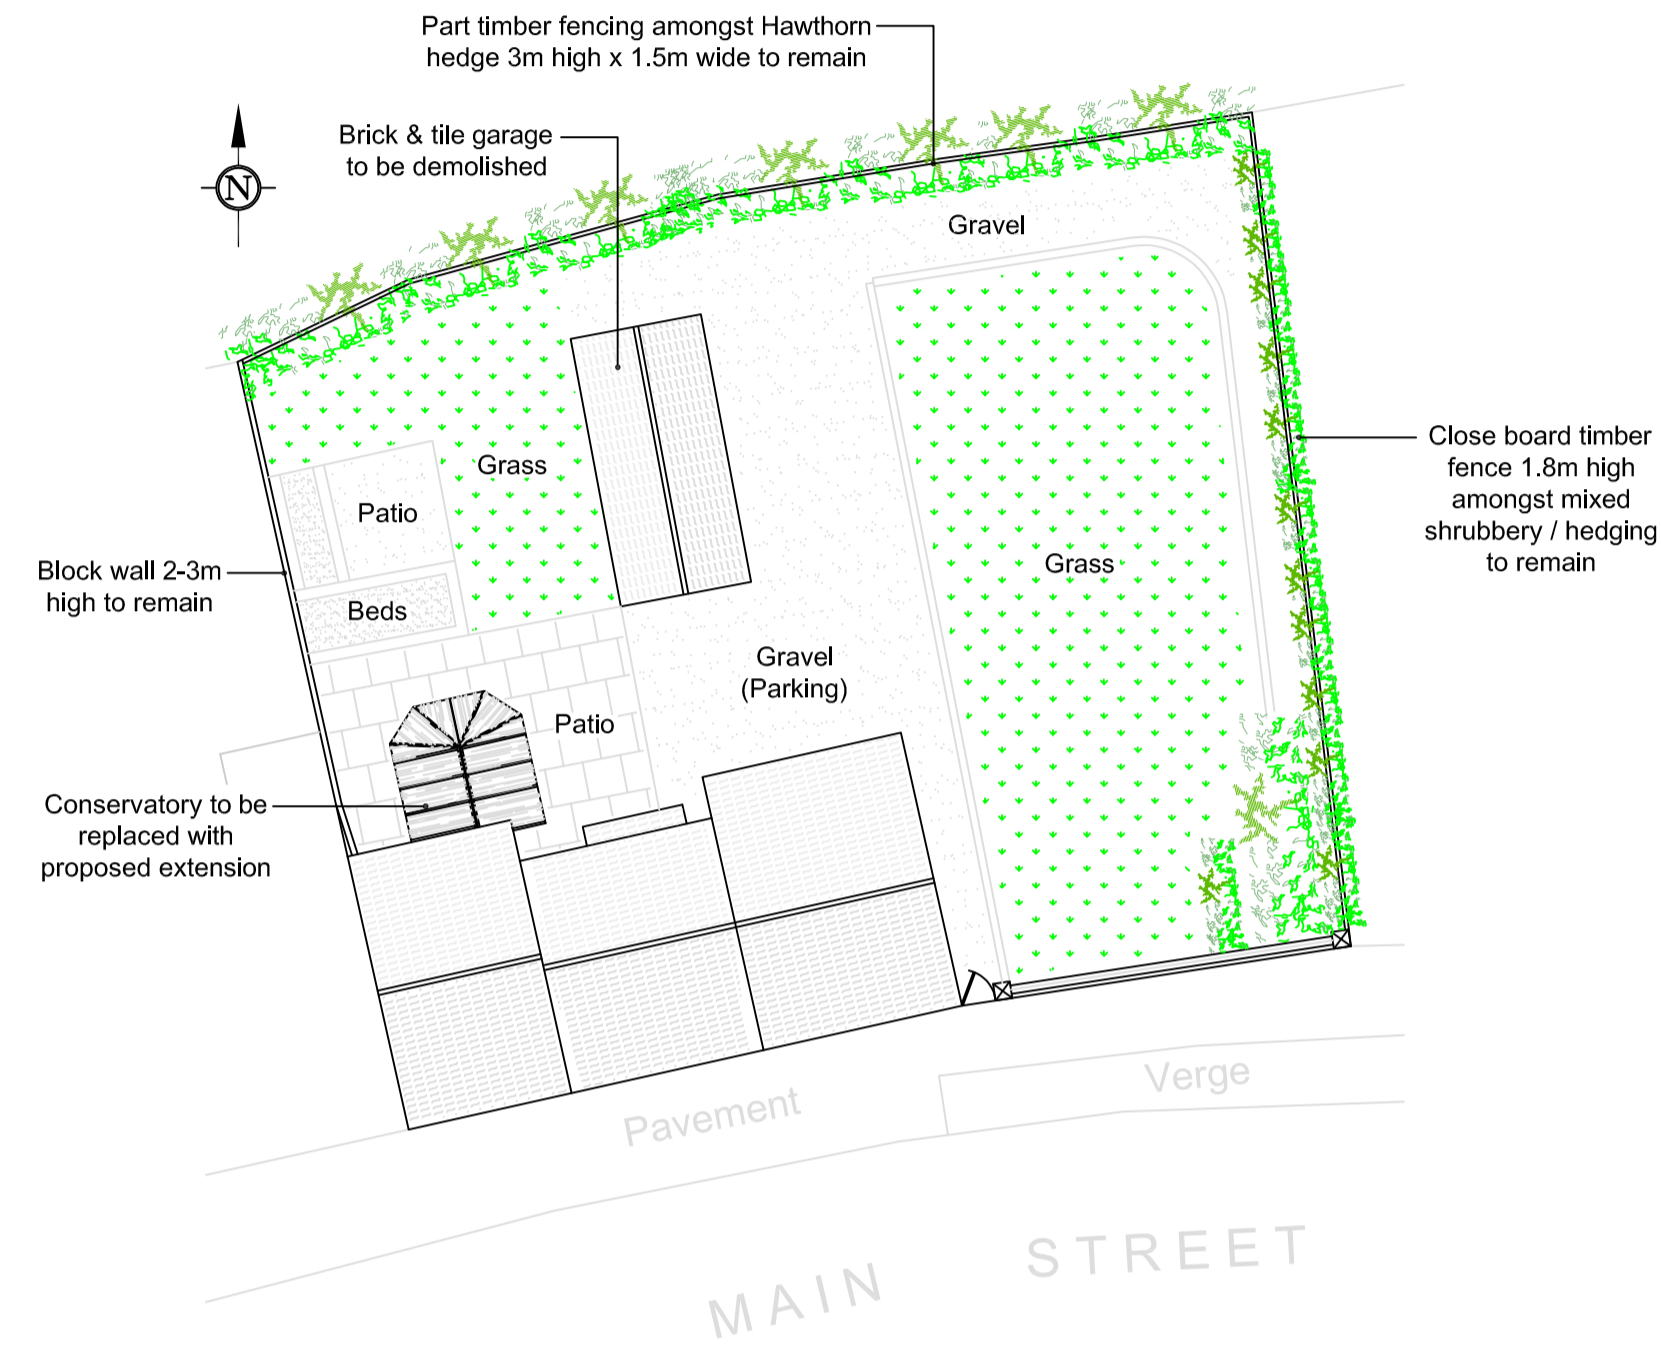 Part timber fencing amongst Hawthorn
hedge 3m high x 1.5m wide to remain
Brick & tile garage
to be demolished
N
Gravel
Close board timber
fence 1.8m high
amongst mixed
shrubbery / hedging
to remain
Grass
Patio
Block wall 2-3m
high to remain
Beds
Grass
Gravel
(Parking)
Patio
Conservatory to be
replaced with
proposed extension
Pavement
Verge
MAIN STREET